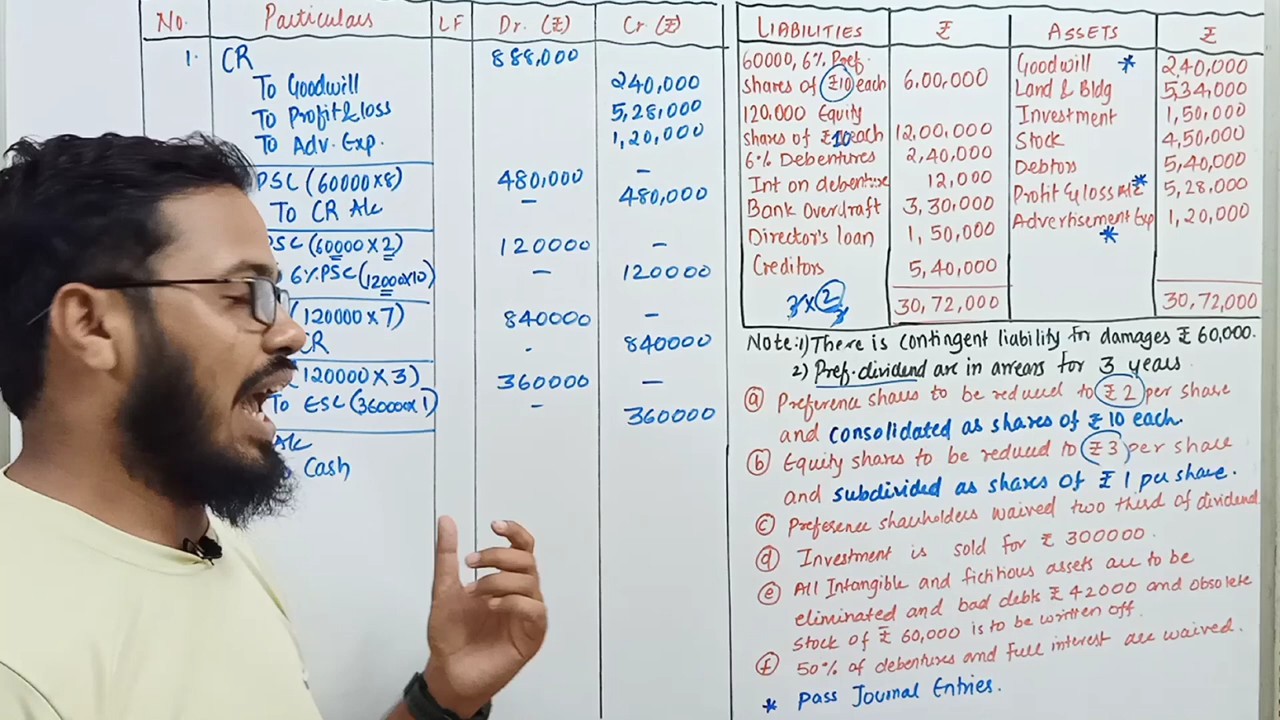 No. Particulars LF Dr. (₹) Cr. (₹)
1. CR 888,000
To Goodwill 240,000
To Profit & loss 5,28,000
To Adv. Exp. 1,20,000
PSC (60000 x 8) 480,000 -
To CR A/c - 480,000
PSC (60000 x 2) 120000 -
6% PSC (12000x10) - 120000
(120000 x 7) 840000 -
CR - 840000
(120000 x 3) 360000 -
To ESC (360000x1) - 360000
A/c
Cash
LIABILITIES ₹ ASSETS ₹
60000, 6% Pref. Goodwill * 2,40,000
shares of ₹10 each 6,00,000 Land & Bldg 5,34,000
120,000 Equity Investment 1,50,000
shares of ₹10 each 12,00,000 Stock 4,50,000
6% Debentures 2,40,000 Debtors 5,40,000
Int on debenture 12,000 Profit & loss A/c * 5,28,000
Bank Overdraft 3,30,000 Advertisement Exp * 1,20,000
Director's loan 1,50,000
Creditors 5,40,000
30,72,000 30,72,000
Note: 1) There is contingent liability for damages ₹ 60,000.
2) Pref. dividend are in arrears for 3 years.
(a) Preference shares to be reduced to ₹ 2 per share
and consolidated as shares of ₹ 10 each.
(b) Equity shares to be reduced to ₹ 3 per share
and subdivided as shares of ₹ 1 per share.
(c) Preference shareholders waived two third of dividend
(d) Investment is sold for ₹ 300000.
(e) All Intangible and fictitious assets are to be
eliminated and bad debts ₹ 42000 and obsolete
stock of ₹ 60,000 is to be written off.
(f) 50% of debentures and full interest are waived.
* Pass Journal Entries.